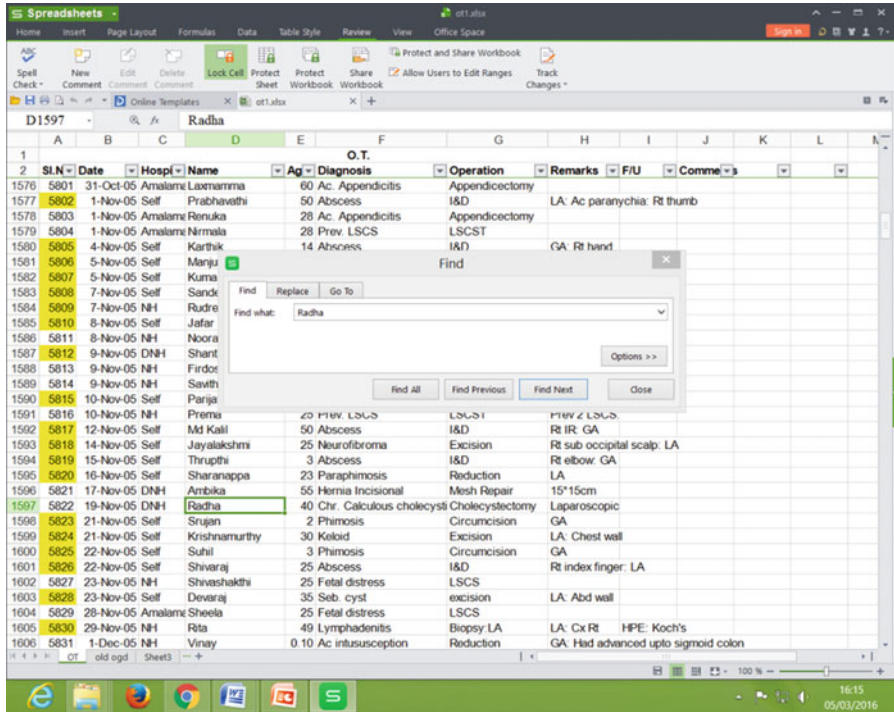 S Spreadsheets
ot1.xlsx
Home Insert Page Layout Formulas Data Table Style Review View Office Space Sign in
ABC
Protect and Share Workbook
Spell Check New Comment Edit Comment Delete Comment Lock Cell Protect Sheet Protect Workbook Share Workbook Allow Users to Edit Ranges Track Changes
Online Templates ot1.xlsx
D1597 fx Radha
A B C D E F G H I J K L
1 O.T.
2 Sl.N Date Hospi Name Ag Diagnosis Operation Remarks F/U Comme s
1576 5801 31-Oct-05 Amalama Laxmamma 60 Ac. Appendicitis Appendicectomy
1577 5802 1-Nov-05 Self Prabhavathi 50 Abscess I&D LA: Ac paranychia: Rt thumb
1578 5803 1-Nov-05 Amalama Renuka 28 Ac. Appendicitis Appendicectomy
1579 5804 1-Nov-05 Amalama Nirmala 28 Prev. LSCS LSCST
1580 5805 4-Nov-05 Self Karthik 14 Abscess I&D GA: Rt hand
1581 5806 5-Nov-05 Self Manju
1582 5807 5-Nov-05 Self Kuma
1583 5808 7-Nov-05 Self Sande
1584 5809 7-Nov-05 NH Rudre
1585 5810 8-Nov-05 Self Jafar
1586 5811 8-Nov-05 NH Noora
1587 5812 9-Nov-05 DNH Shant
1588 5813 9-Nov-05 NH Firdos
1589 5814 9-Nov-05 NH Savith
1590 5815 10-Nov-05 Self Parija
Find
Find Replace Go To
Find what: Radha
Options >>
Find All Find Previous Find Next Close
1591 5816 10-Nov-05 NH Prema 25 Prev. LSCS LSCST Prev 2 LSCS.
1592 5817 12-Nov-05 Self Md Kalil 50 Abscess I&D Rt IR: GA
1593 5818 14-Nov-05 Self Jayalakshmi 25 Neurofibroma Excision Rt sub occipital scalp: LA
1594 5819 15-Nov-05 Self Thrupthi 3 Abscess I&D Rt elbow: GA
1595 5820 16-Nov-05 Self Sharanappa 23 Paraphimosis Reduction LA
1596 5821 17-Nov-05 DNH Ambika 55 Hernia Incisional Mesh Repair 15*15cm
1597 5822 19-Nov-05 DNH Radha 40 Chr. Calculous cholecysti Cholecystectomy Laparoscopic
1598 5823 21-Nov-05 Self Srujan 2 Phimosis Circumcision GA
1599 5824 21-Nov-05 Self Krishnamurthy 30 Keloid Excision LA: Chest wall
1600 5825 22-Nov-05 Self Suhil 3 Phimosis Circumcision GA
1601 5826 22-Nov-05 Self Shivaraj 25 Abscess I&D Rt index finger: LA
1602 5827 23-Nov-05 NH Shivashakthi 25 Fetal distress LSCS
1603 5828 23-Nov-05 Self Devaraj 35 Seb. cyst excision LA: Abd wall
1604 5829 28-Nov-05 Amalama Sheela 25 Fetal distress LSCS
1605 5830 29-Nov-05 NH Rita 49 Lymphadenitis Biopsy:LA LA: Cx Rt HPE: Koch's
1606 5831 1-Dec-05 NH Vinay 0.10 Ac intususception Reduction GA: Had advanced upto sigmoid colon
OT old ogd Sheet3
100 %
16:15
05/03/2016